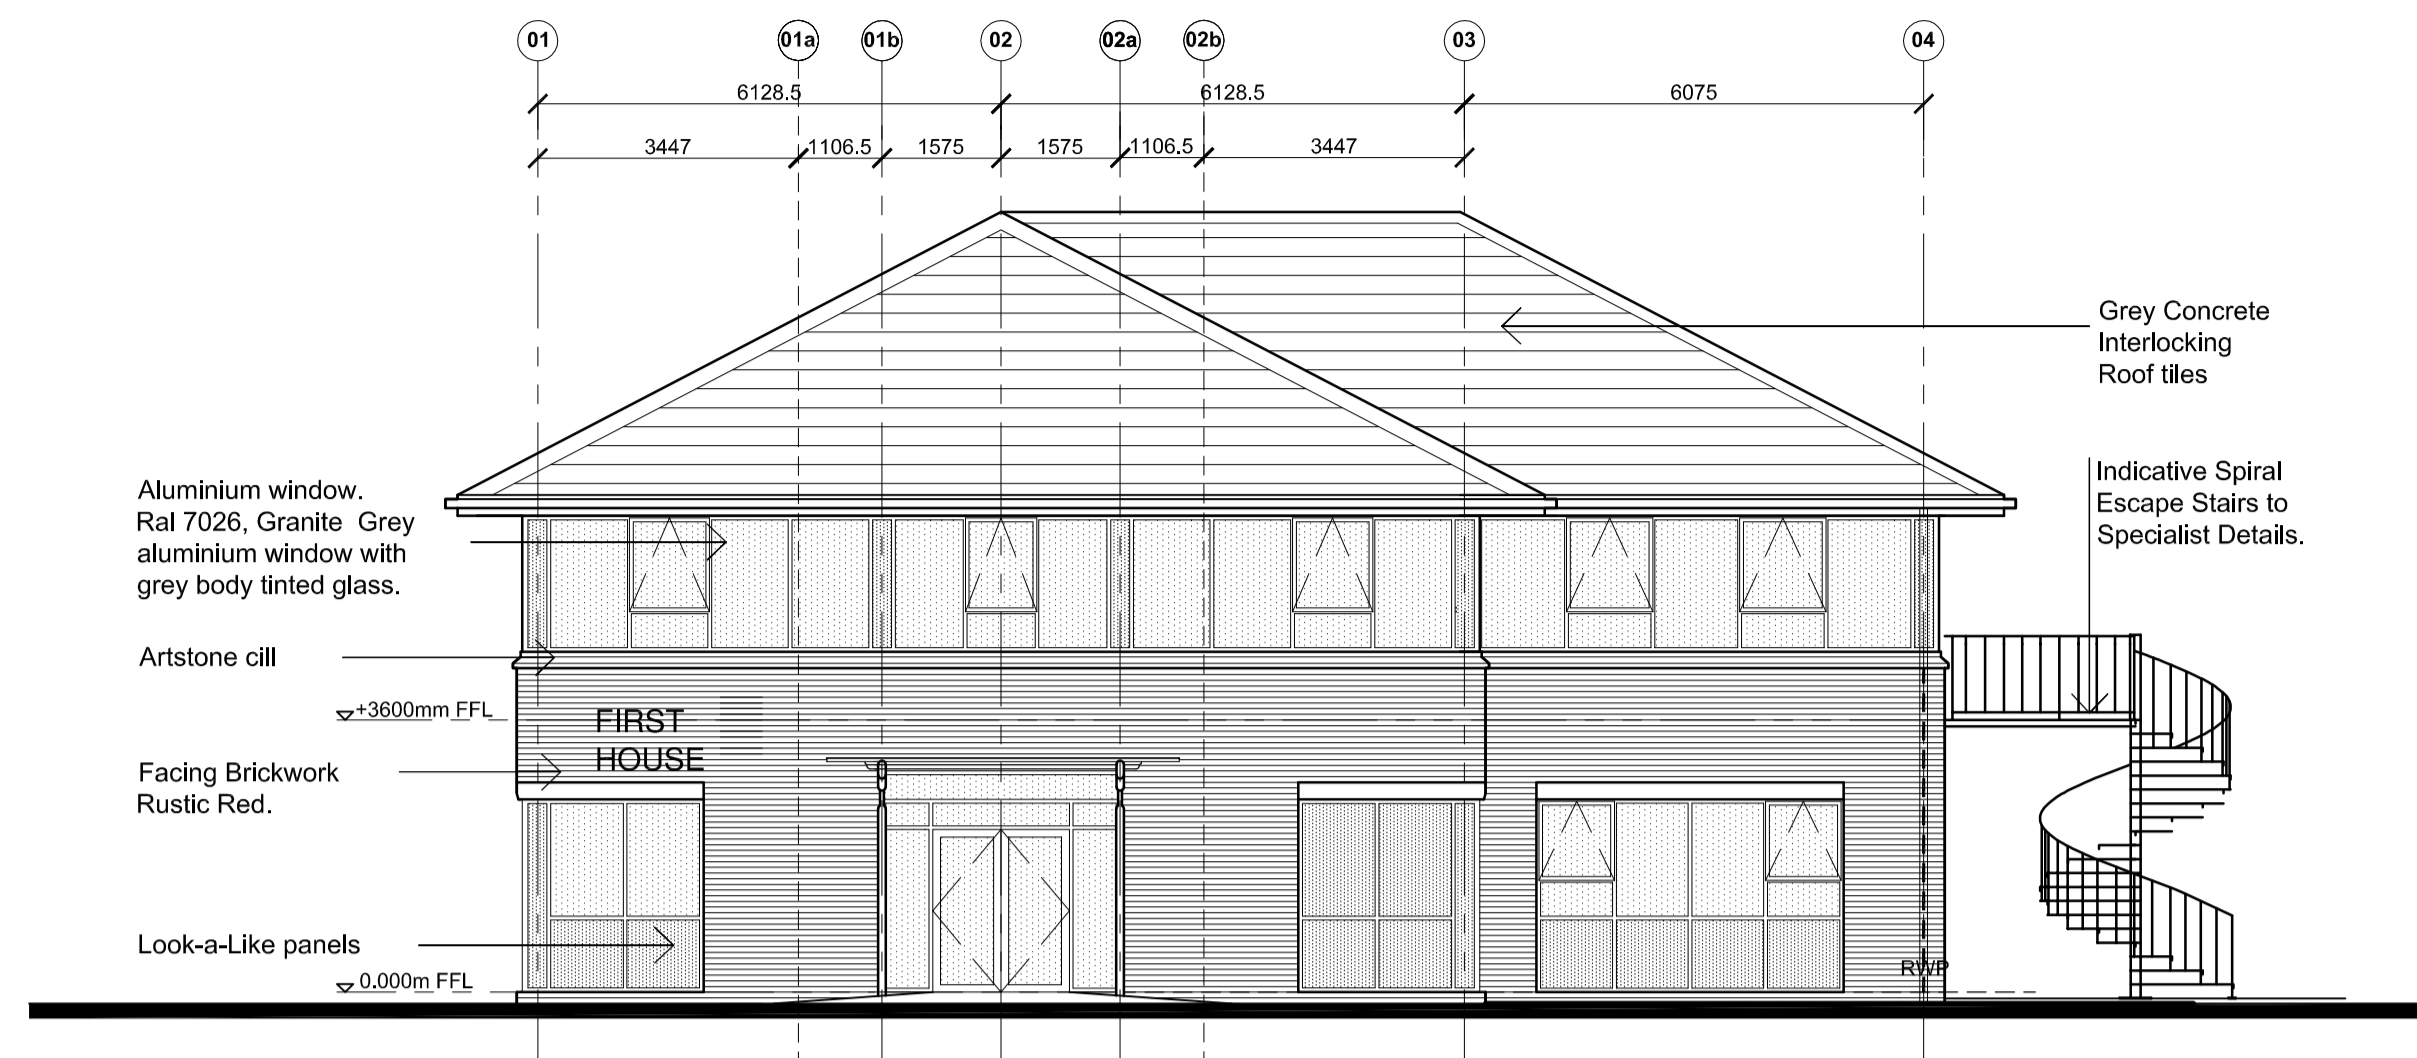 01 01a 01b 02 02a 02b 03 04
6128.5 6128.5 6075
3447 1106.5 1575 1575 1106.5 3447
Grey Concrete
Interlocking
Roof tiles
Aluminium window.
Ral 7026, Granite Grey
aluminium window with
grey body tinted glass.
Indicative Spiral
Escape Stairs to
Specialist Details.
Artstone cill
+3600mm FFL
FIRST
HOUSE
Facing Brickwork
Rustic Red.
Look-a-Like panels
0.000m FFL
RWP